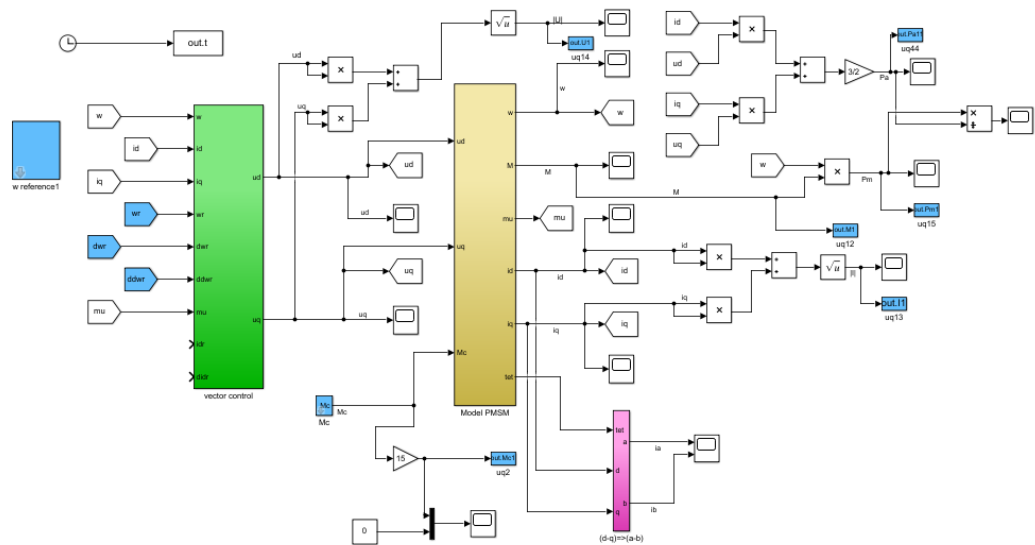 out.t
w reference1
w
id
iq
wr
dwr
ddwr
mu
w
id
iq
wr
dwr
ddwr
mu
idr
didr
ud
uq
vector control
ud
uq
×
×
+
+
√u
|U|
out.U1
uq14
w
w
ud
ud
uq
uq
ud
uq
Mc
w
M
mu
id
iq
tet
Model PMSM
Mc
Mc
Mc
15
out.Mc1
uq2
0
M
mu
id
id
iq
iq
id
iq
×
×
+
+
√u
|I|
out.I1
uq13
tet
d
q
a
b
ia
ib
(d-q)=>(a-b)
id
ud
iq
uq
×
×
+
+
3/2
Pa
out.Pa11
uq44
×
÷
w
M
×
Pm
out.Pm1
uq15
out.M1
uq12